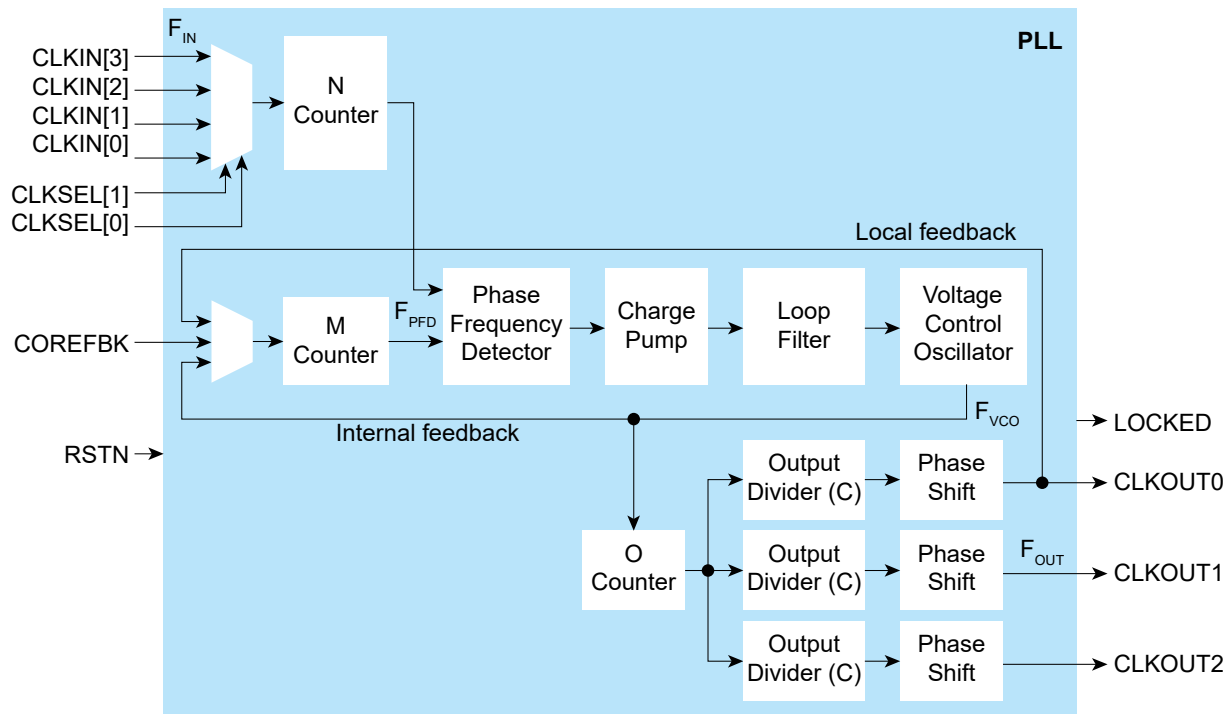 PLL
F_IN
CLKIN[3]
CLKIN[2]
CLKIN[1]
CLKIN[0]
CLKSEL[1]
CLKSEL[0]
N
Counter
Local feedback
COREFBK
M
Counter
F_PFD
Phase
Frequency
Detector
Charge
Pump
Loop
Filter
Voltage
Control
Oscillator
F_VCO
Internal feedback
RSTN
LOCKED
Output
Divider (C)
Phase
Shift
CLKOUT0
O
Counter
Output
Divider (C)
Phase
Shift
F_OUT
CLKOUT1
Output
Divider (C)
Phase
Shift
CLKOUT2